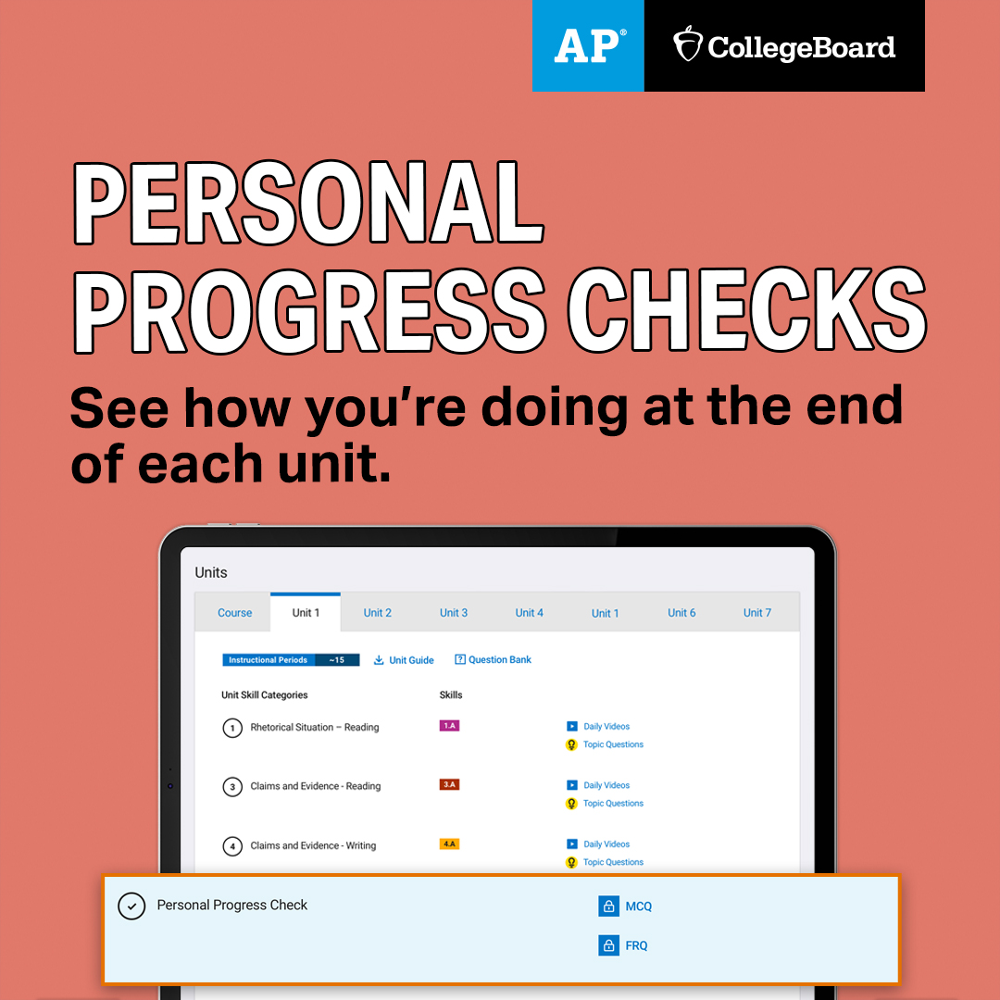 AP®
CollegeBoard
PERSONAL
PROGRESS CHECKS
See how you're doing at the end
of each unit.
Units
Course Unit 1 Unit 2 Unit 3 Unit 4 Unit 1 Unit 6 Unit 7
Instructional Periods ~15 Unit Guide ? Question Bank
Unit Skill Categories Skills
1 Rhetorical Situation – Reading 1.A Daily Videos
Topic Questions
3 Claims and Evidence - Reading 3.A Daily Videos
Topic Questions
4 Claims and Evidence - Writing 4.A Daily Videos
Topic Questions
Personal Progress Check MCQ
FRQ